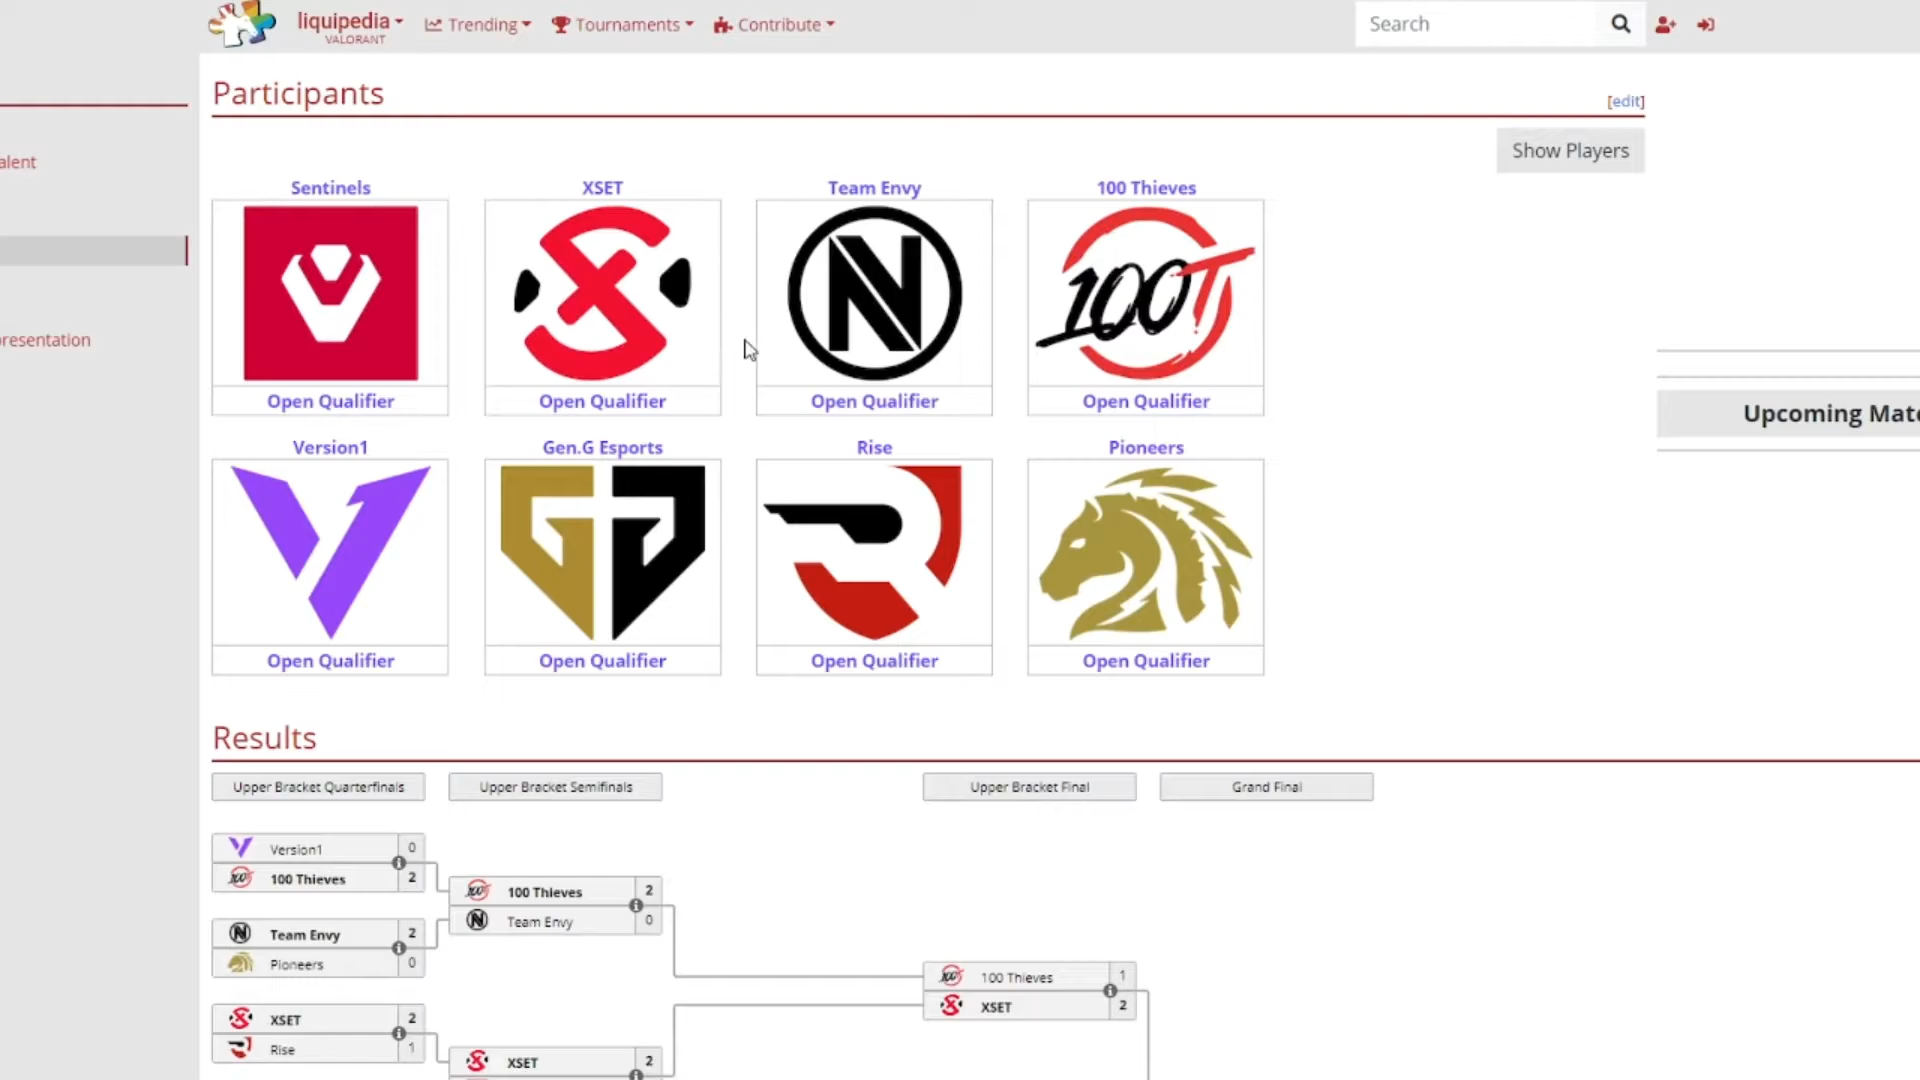 liquipedia
VALORANT
Trending
Tournaments
Contribute
Search
alent
resentation
Participants
[edit]
Show Players
Sentinels
XSET
Team Envy
100 Thieves
100T
Open Qualifier
Open Qualifier
Open Qualifier
Open Qualifier
Version1
Gen.G Esports
Rise
Pioneers
Open Qualifier
Open Qualifier
Open Qualifier
Open Qualifier
Upcoming Mat
Results
Upper Bracket Quarterfinals
Upper Bracket Semifinals
Upper Bracket Final
Grand Final
Version1 0
100 Thieves 2
Team Envy 2
Pioneers 0
XSET 2
Rise 1
100 Thieves 2
Team Envy 0
XSET 2
100 Thieves 1
XSET 2